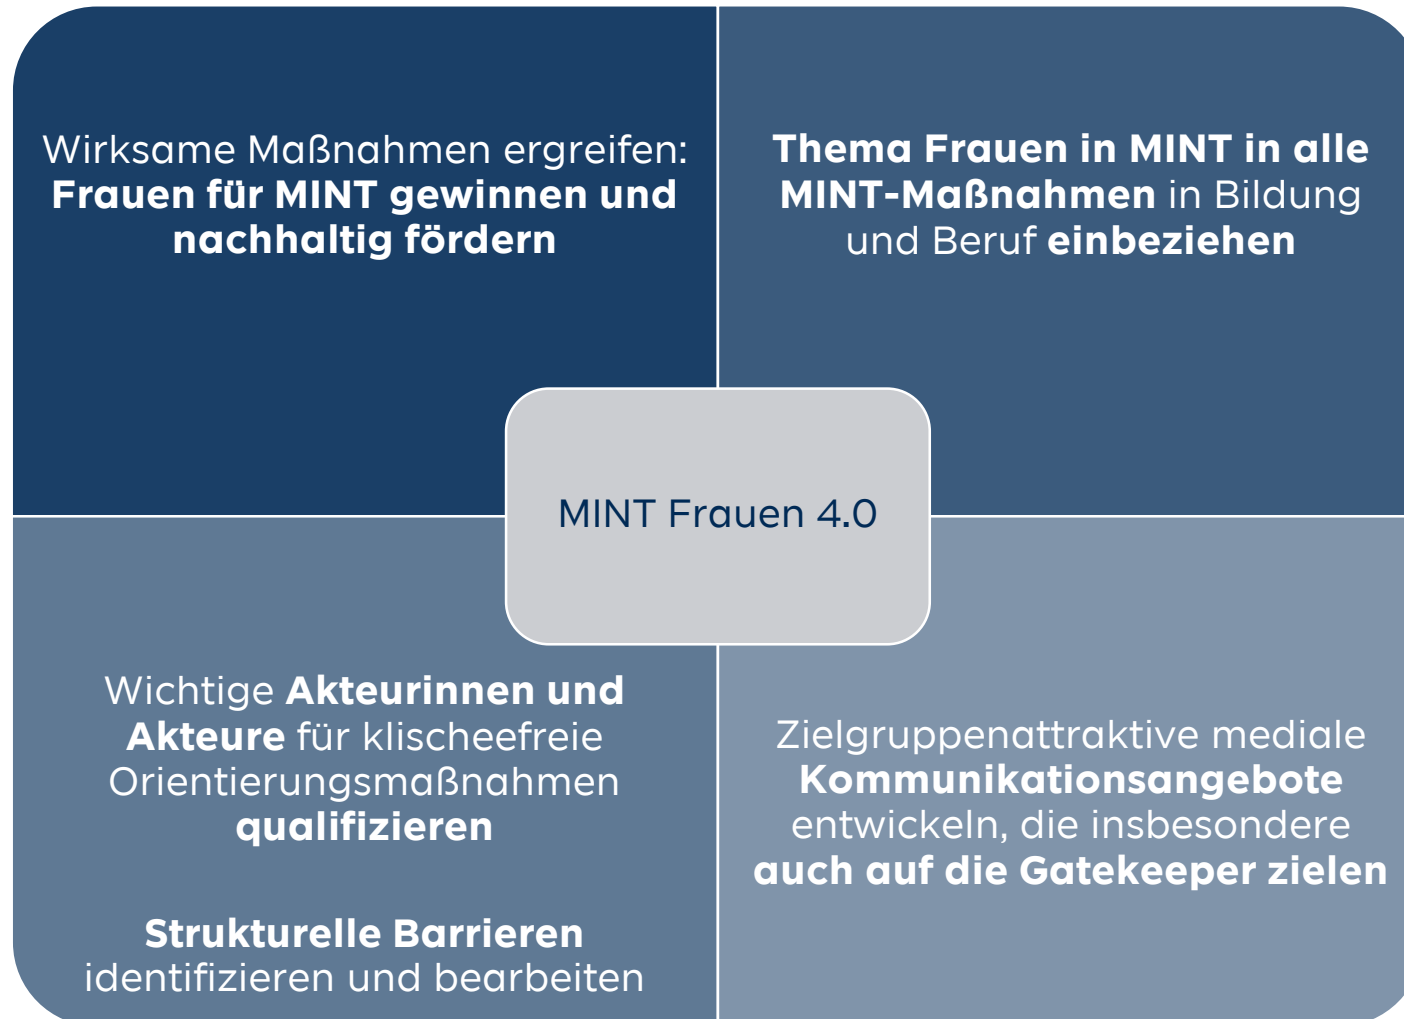 Wirksame Maßnahmen ergreifen:
Frauen für MINT gewinnen und
nachhaltig fördern
Thema Frauen in MINT in alle
MINT-Maßnahmen in Bildung
und Beruf einbeziehen
MINT Frauen 4.0
Wichtige Akteurinnen und
Akteure für klischeefreie
Orientierungsmaßnahmen
qualifizieren
Strukturelle Barrieren
identifizieren und bearbeiten
Zielgruppenattraktive mediale
Kommunikationsangebote
entwickeln, die insbesondere
auch auf die Gatekeeper zielen